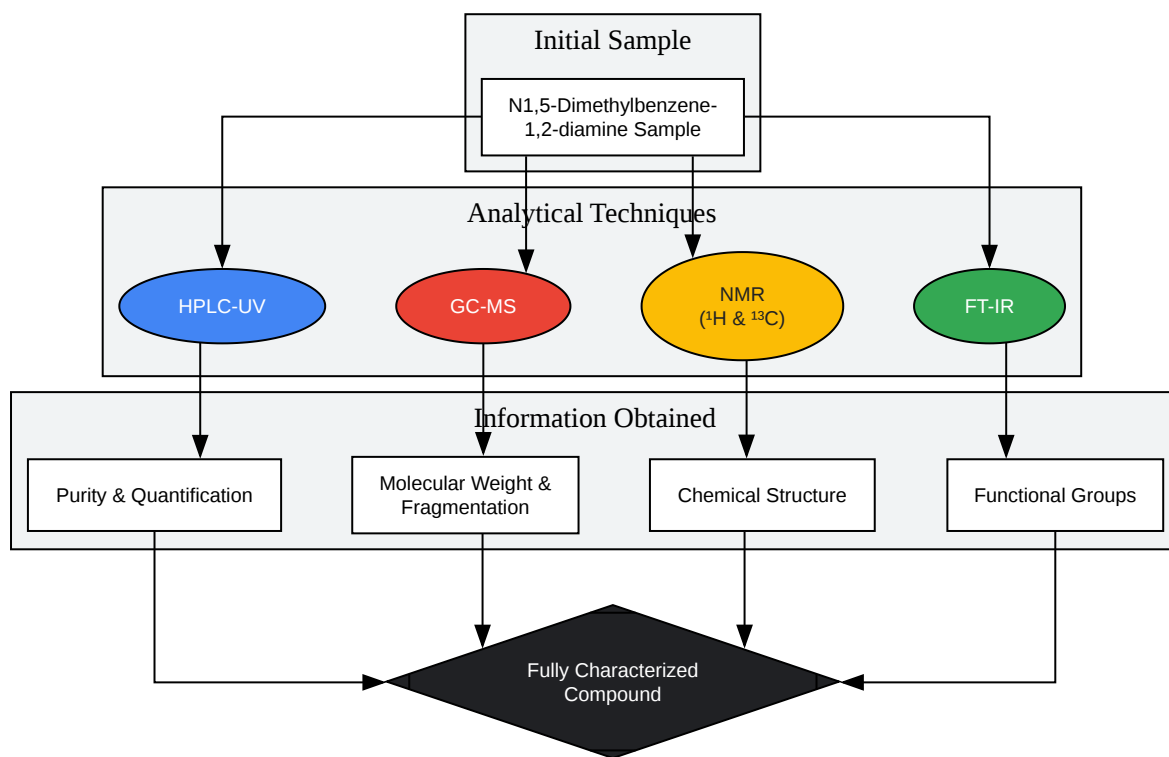 Initial Sample
N1,5-Dimethylbenzene-
1,2-diamine Sample
Analytical Techniques
HPLC-UV
GC-MS
NMR
(¹H & ¹³C)
FT-IR
Information Obtained
Purity & Quantification
Molecular Weight &
Fragmentation
Chemical Structure
Functional Groups
Fully Characterized
Compound